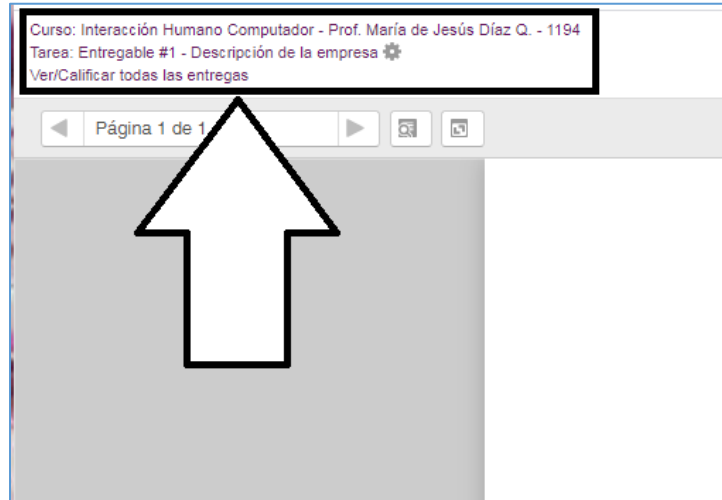 Curso: Interacción Humano Computador - Prof. María de Jesús Díaz Q. - 1194
Tarea: Entregable #1 - Descripción de la empresa
Ver/Calificar todas las entregas
Página 1 de 1